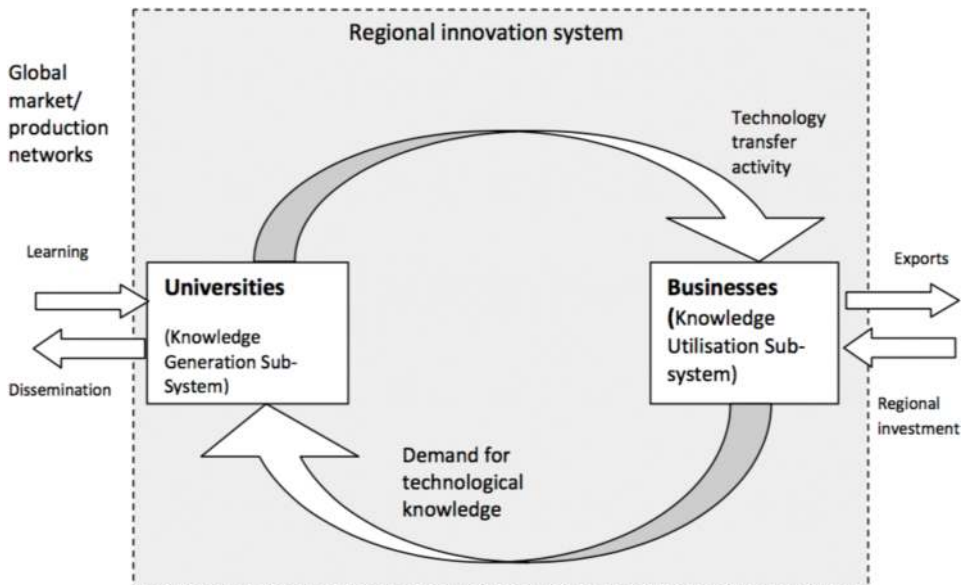 Regional innovation system
Global
market/
production
networks
Technology
transfer
activity
Learning
Universities
(Knowledge
Generation Sub-
System)
Dissemination
Businesses
(Knowledge
Utilisation Sub-
system)
Exports
Regional
investment
Demand for
technological
knowledge